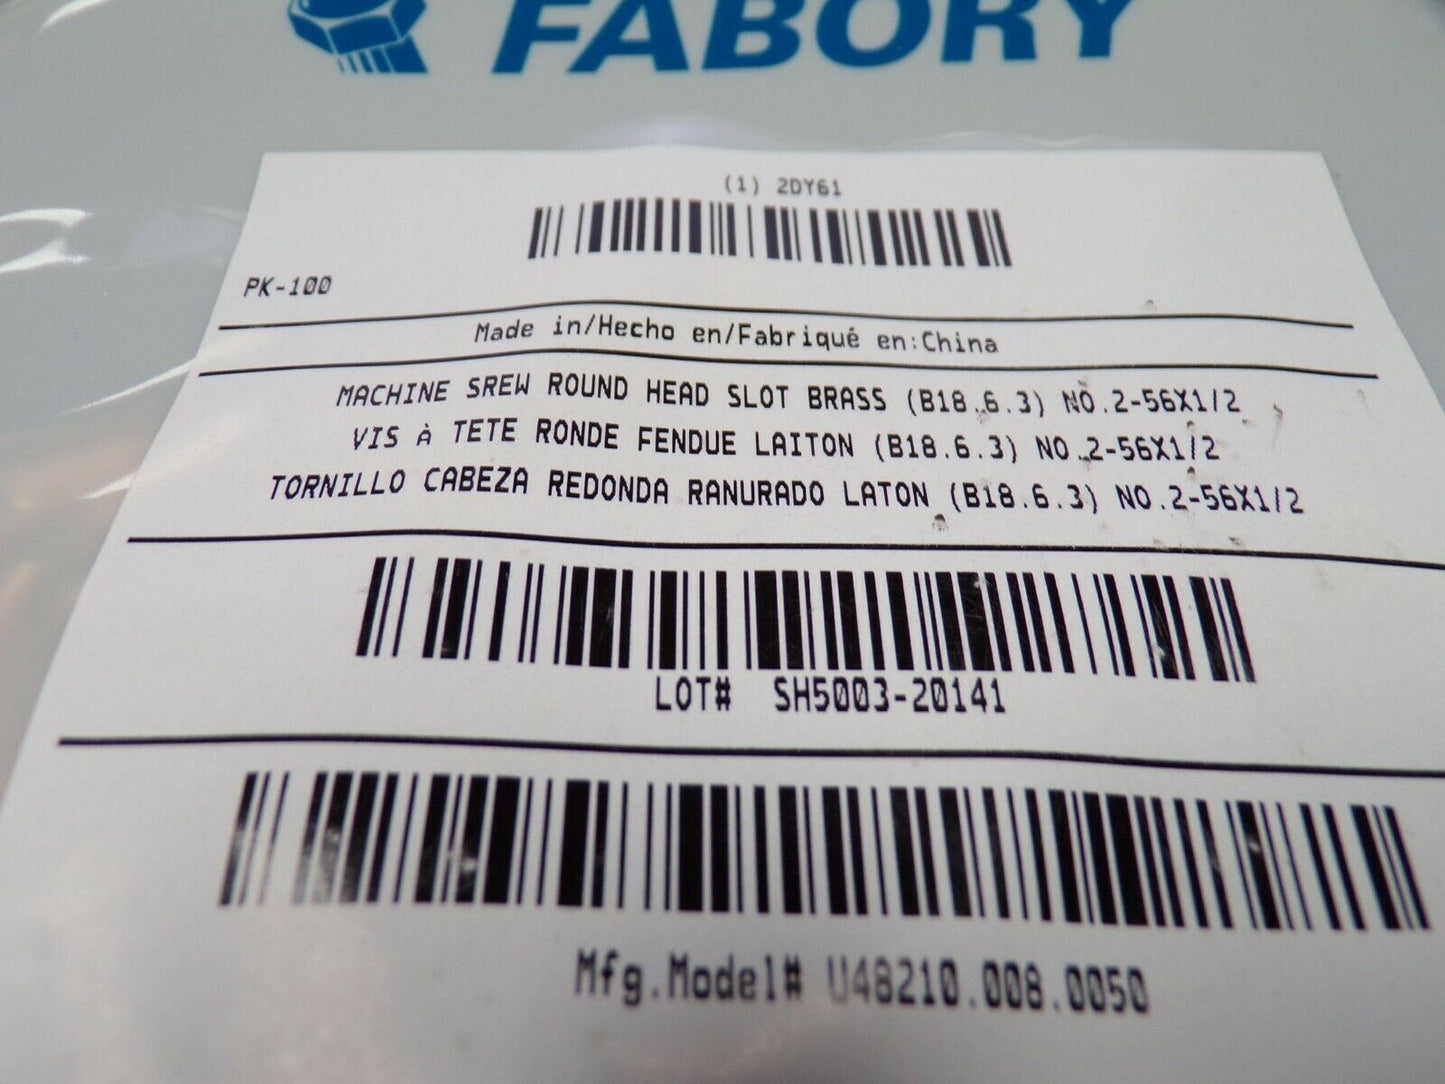 FABORY
(1) 2DY61
PK-100
Made in/Hecho en/Fabriqué en:China
MACHINE SREW ROUND HEAD SLOT BRASS (B18.6.3) NO.2-56X1/2
VIS À TETE RONDE FENDUE LAITON (B18.6.3) NO.2-56X1/2
TORNILLO CABEZA REDONDA RANURADO LATON (B18.6.3) NO.2-56X1/2
LOT# SH5003-20141
Mfg.Model# U48210.008.0050